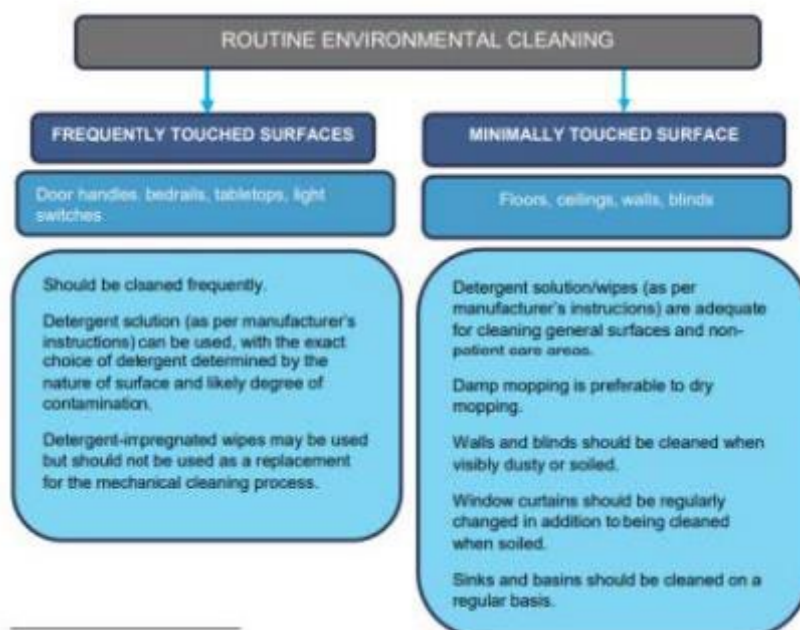 ROUTINE ENVIRONMENTAL CLEANING
FREQUENTLY TOUCHED SURFACES
Door handles, bedrails, tabletops, light
switches
Should be cleaned frequently.
Detergent solution (as per manufacturer's
instructions) can be used, with the exact
choice of detergent determined by the
nature of surface and likely degree of
contamination.
Detergent-impregnated wipes may be used
but should not be used as a replacement
for the mechanical cleaning process.
MINIMALLY TOUCHED SURFACE
Floors, ceilings, walls, blinds
Detergent solution/wipes (as per
manufacturer's instrucions) are adequate
for cleaning general surfaces and non-
patient care areas.
Damp mopping is preferable to dry
mopping.
Walls and blinds should be cleaned when
visibly dusty or soiled.
Window curtains should be regularly
changed in addition to being cleaned
when soiled.
Sinks and basins should be cleaned on a
regular basis.